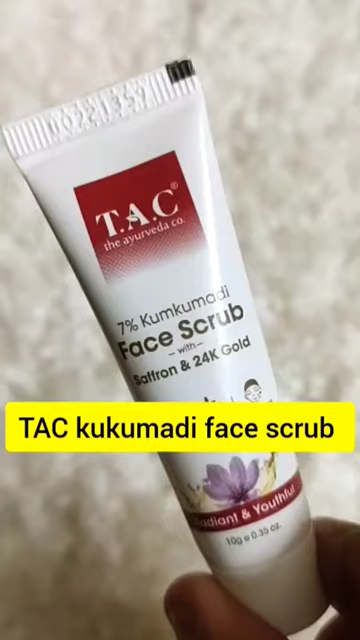 T.A.C®
the ayurveda co.
7% Kumkumadi
Face Scrub
with
Saffron & 24K Gold
TAC kukumadi face scrub
Radiant & Youthful
10g e 0.35 oz.